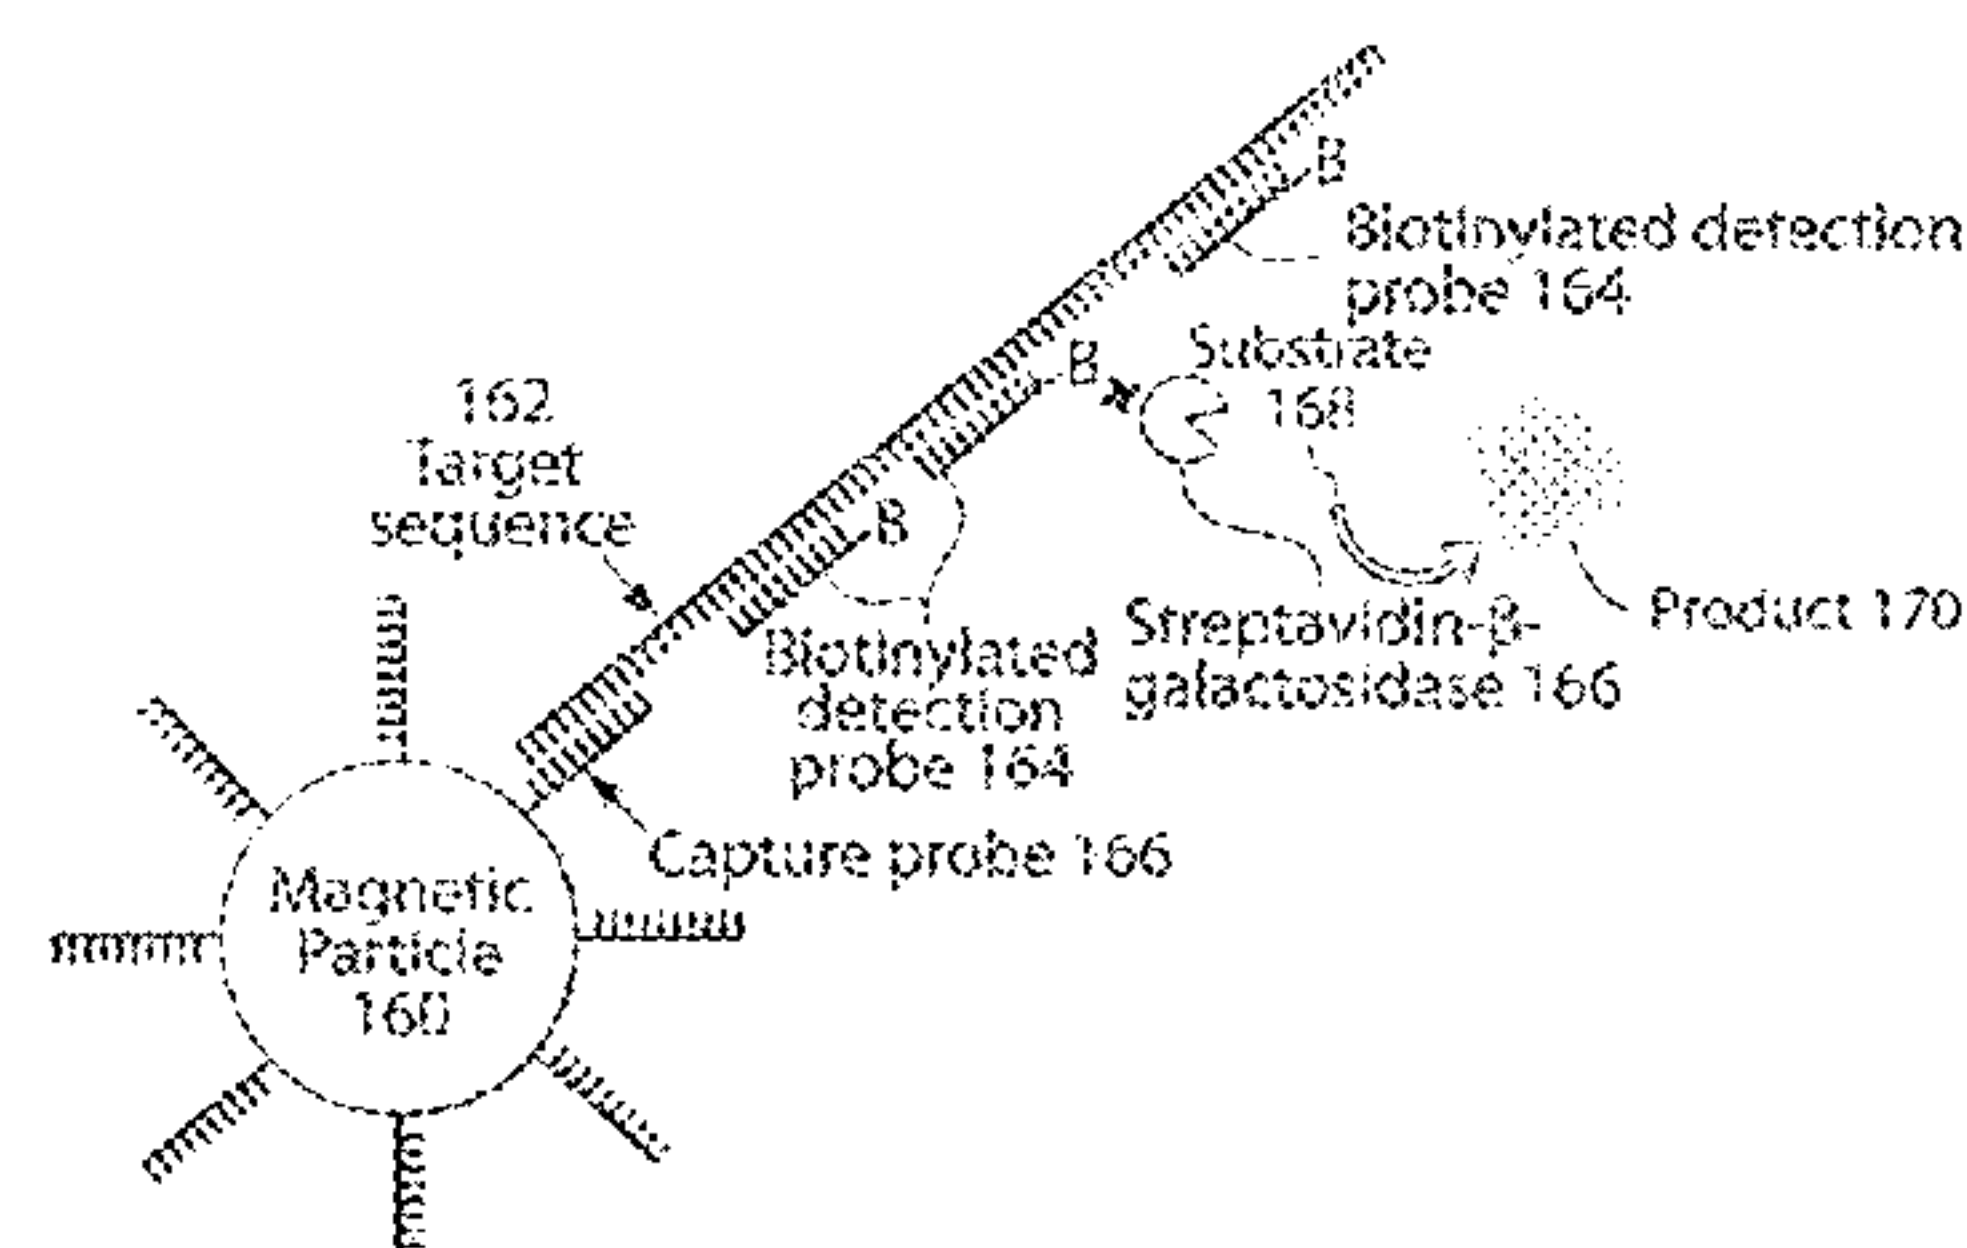 B
Biotinylated detection
probe 164
B
Substrate
168
162
Target
sequence
B
Biotinylated
detection
probe 164
Streptavidin-β-
galactosidase 166
Product 170
Capture probe 166
Magnetic
Particle
160